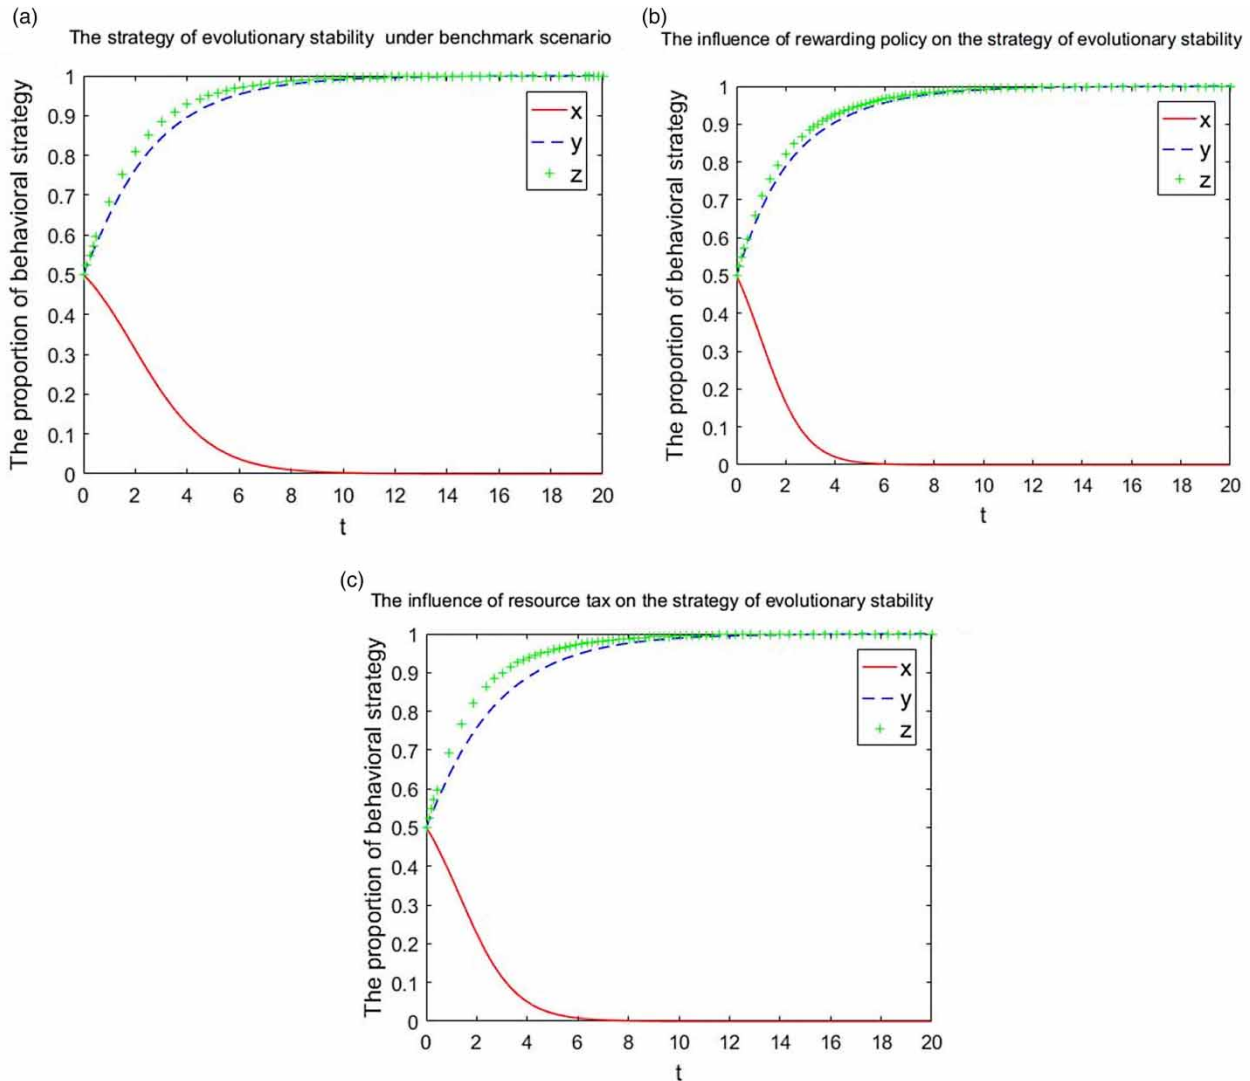 (a)
The strategy of evolutionary stability under benchmark scenario
The proportion of behavioral strategy
1
0.9
0.8
0.7
0.6
0.5
0.4
0.3
0.2
0.1
0
0 2 4 6 8 10 12 14 16 18 20
t
x
y
z
(b)
The influence of rewarding policy on the strategy of evolutionary stability
The proportion of behavioral strategy
1
0.9
0.8
0.7
0.6
0.5
0.4
0.3
0.2
0.1
0
0 2 4 6 8 10 12 14 16 18 20
t
x
y
z
(c)
The influence of resource tax on the strategy of evolutionary stability
The proportion of behavioral strategy
1
0.9
0.8
0.7
0.6
0.5
0.4
0.3
0.2
0.1
0
0 2 4 6 8 10 12 14 16 18 20
t
x
y
z